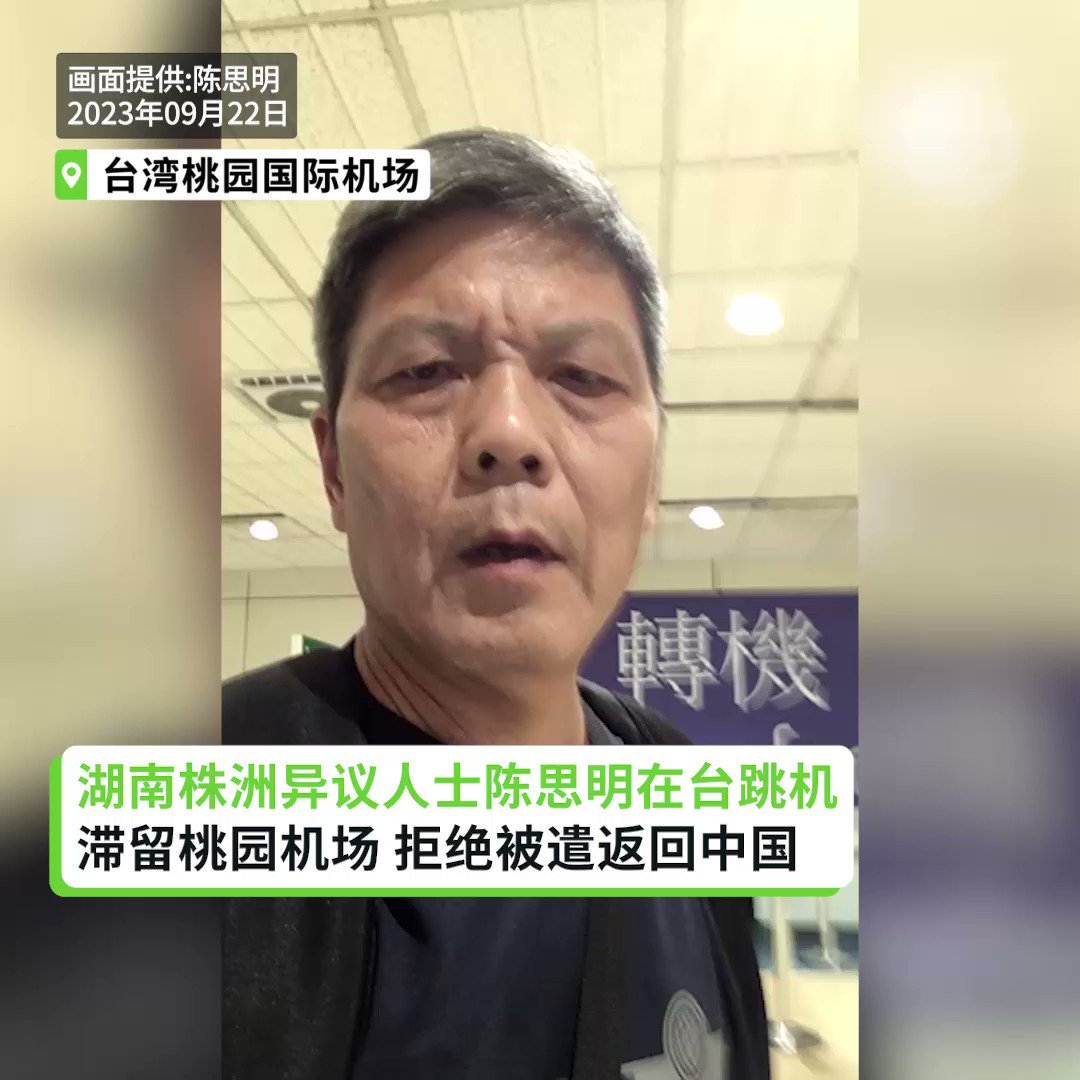 画面提供:陈思明
2023年09月22日
台湾桃园国际机场
轉機
湖南株洲异议人士陈思明在台跳机
滞留桃园机场 拒绝被遣返回中国